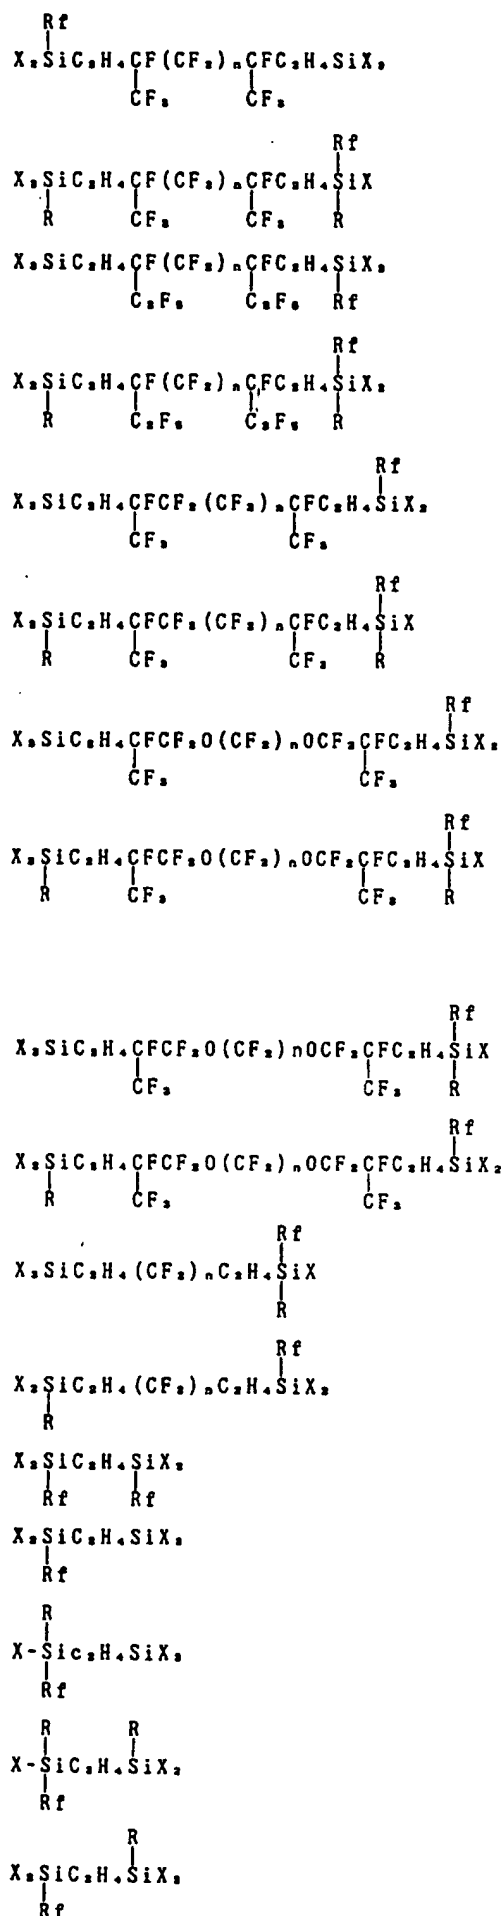 Rf
X₂SiC₂H₄CF(CF₂)ₙCFC₂H₄SiX₃
CF₃ CF₃
Rf
X₂SiC₂H₄CF(CF₂)ₙCFC₂H₄SiX
R CF₃ CF₃ R
X₃SiC₂H₄CF(CF₂)ₙCFC₂H₄SiX₂
C₂F₅ C₂F₅ Rf
Rf
X₂SiC₂H₄CF(CF₂)ₙCFC₂H₄SiX₂
R C₂F₅ C₂F₅ R
Rf
X₃SiC₂H₄CFCF₂(CF₂)ₙCFC₂H₄SiX₂
CF₃ CF₃
Rf
X₂SiC₂H₄CFCF₂(CF₂)ₙCFC₂H₄SiX
R CF₃ CF₃ R
Rf
X₃SiC₂H₄CFCF₂O(CF₂)ₙOCF₂CFC₂H₄SiX₂
CF₃ CF₃
Rf
X₂SiC₂H₄CFCF₂O(CF₂)ₙOCF₂CFC₂H₄SiX
R CF₃ CF₃ R
Rf
X₃SiC₂H₄CFCF₂O(CF₂)nOCF₂CFC₂H₄SiX
CF₃ CF₃ R
Rf
X₂SiC₂H₄CFCF₂O(CF₂)ₙOCF₂CFC₂H₄SiX₂
R CF₃ CF₃
Rf
X₃SiC₂H₄(CF₂)ₙC₂H₄SiX
R
Rf
X₂SiC₂H₄(CF₂)ₙC₂H₄SiX₂
R
X₂SiC₂H₄SiX₂
Rf Rf
X₂SiC₂H₄SiX₃
Rf
R
X-Sic₂H₄SiX₃
Rf
R R
X-SiC₂H₄SiX₂
Rf
R
X₂SiC₂H₄SiX₂
Rf